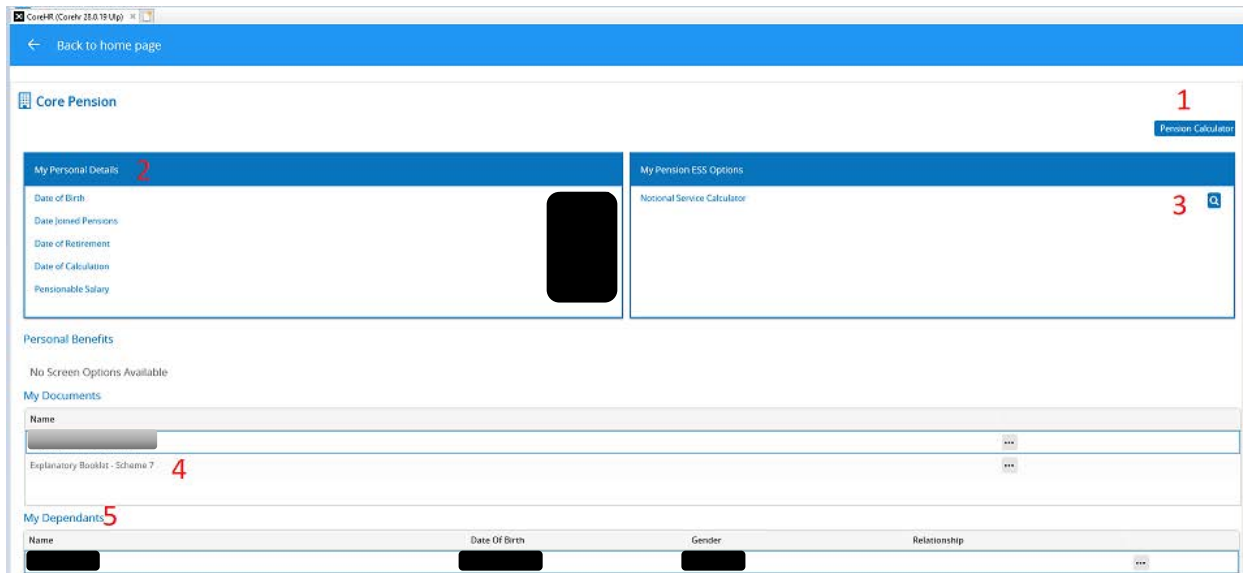 CoreHR (Corehr 28.0.19 Ulp)
Back to home page
Core Pension
1
Pension Calculator
My Personal Details 2
My Pension ESS Options
Date of Birth
Notional Service Calculator
3
Date Joined Pensions
Date of Retirement
Date of Calculation
Pensionable Salary
Personal Benefits
No Screen Options Available
My Documents
Name
Explanatory Booklet - Scheme 7 4
My Dependants 5
Name Date Of Birth Gender Relationship